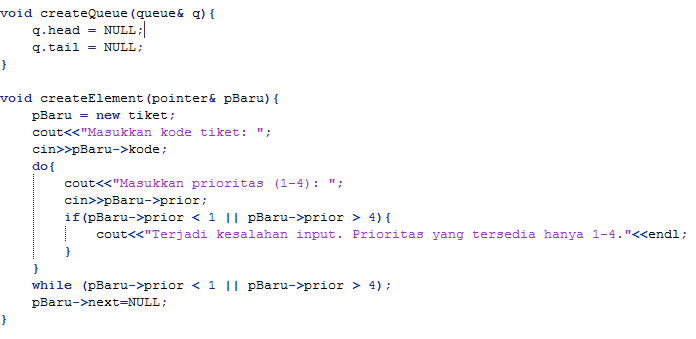 void createQueue(queue& q){
    q.head = NULL;
    q.tail = NULL;
}

void createElement(pointer& pBaru){
    pBaru = new tiket;
    cout<<"Masukkan kode tiket: ";
    cin>>pBaru->kode;
    do{
        cout<<"Masukkan prioritas (1-4): ";
        cin>>pBaru->prior;
        if(pBaru->prior < 1 || pBaru->prior > 4){
            cout<<"Terjadi kesalahan input. Prioritas yang tersedia hanya 1-4."<<endl;
        }
    }
    while (pBaru->prior < 1 || pBaru->prior > 4);
    pBaru->next=NULL;
}